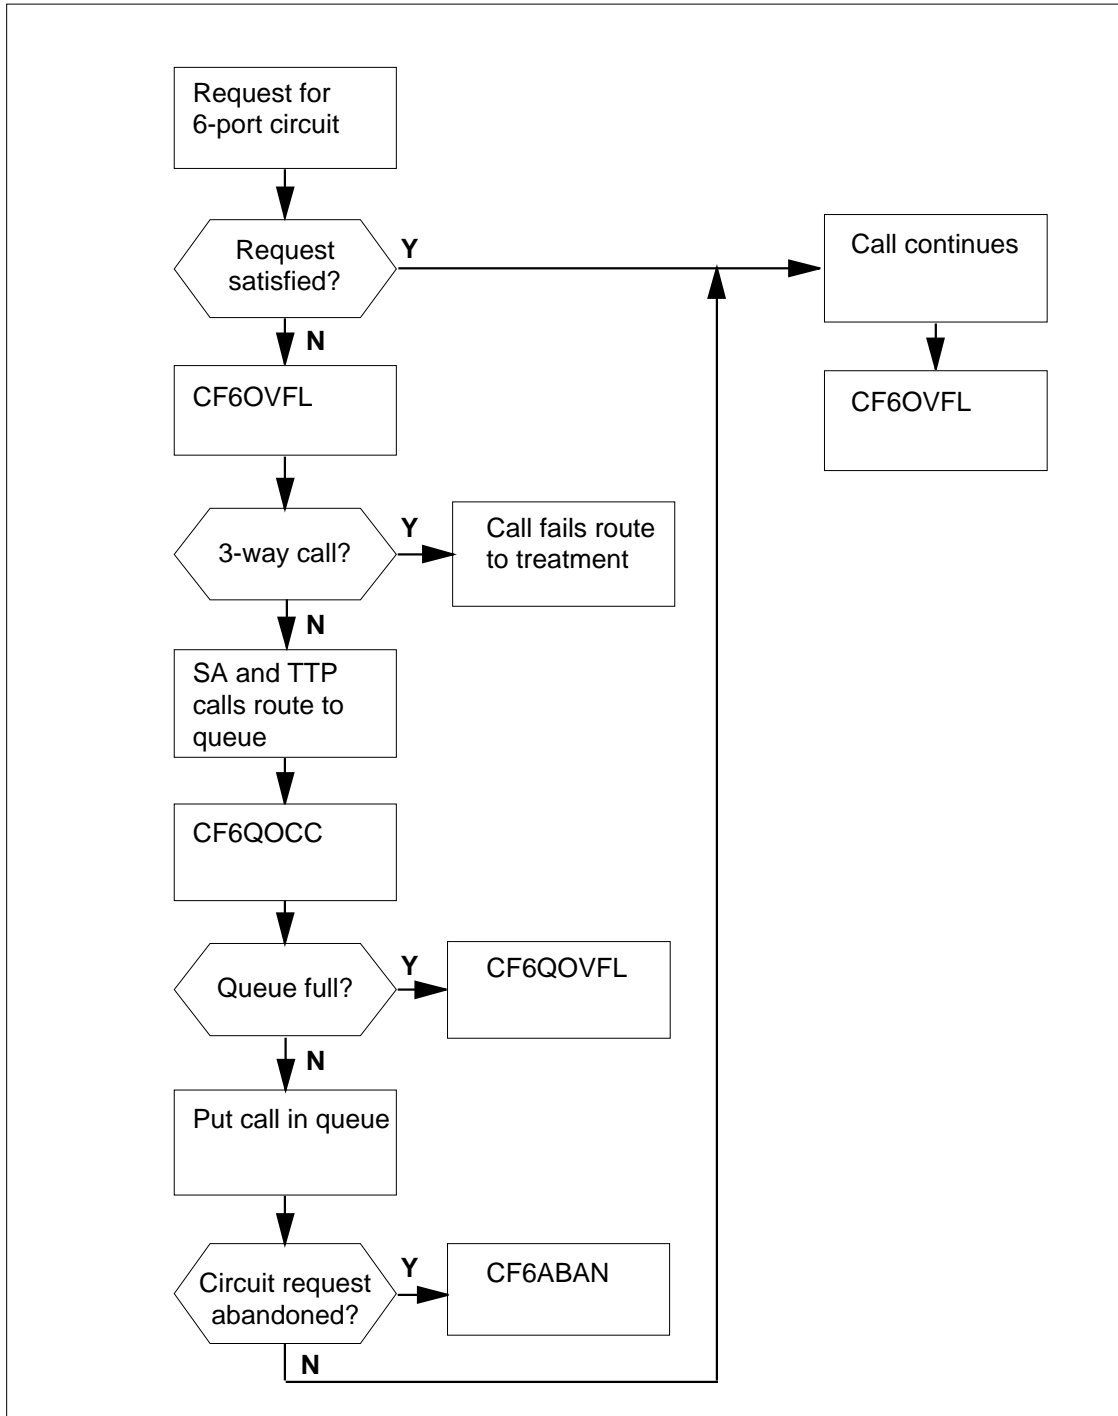 Request for
6-port circuit
Request
satisfied?
Y
Call continues
N
CF6OVFL
CF6OVFL
3-way call?
Y
Call fails route
to treatment
N
SA and TTP
calls route to
queue
CF6QOCC
Queue full?
Y
CF6QOVFL
N
Put call in queue
Circuit request
abandoned?
Y
CF6ABAN
N